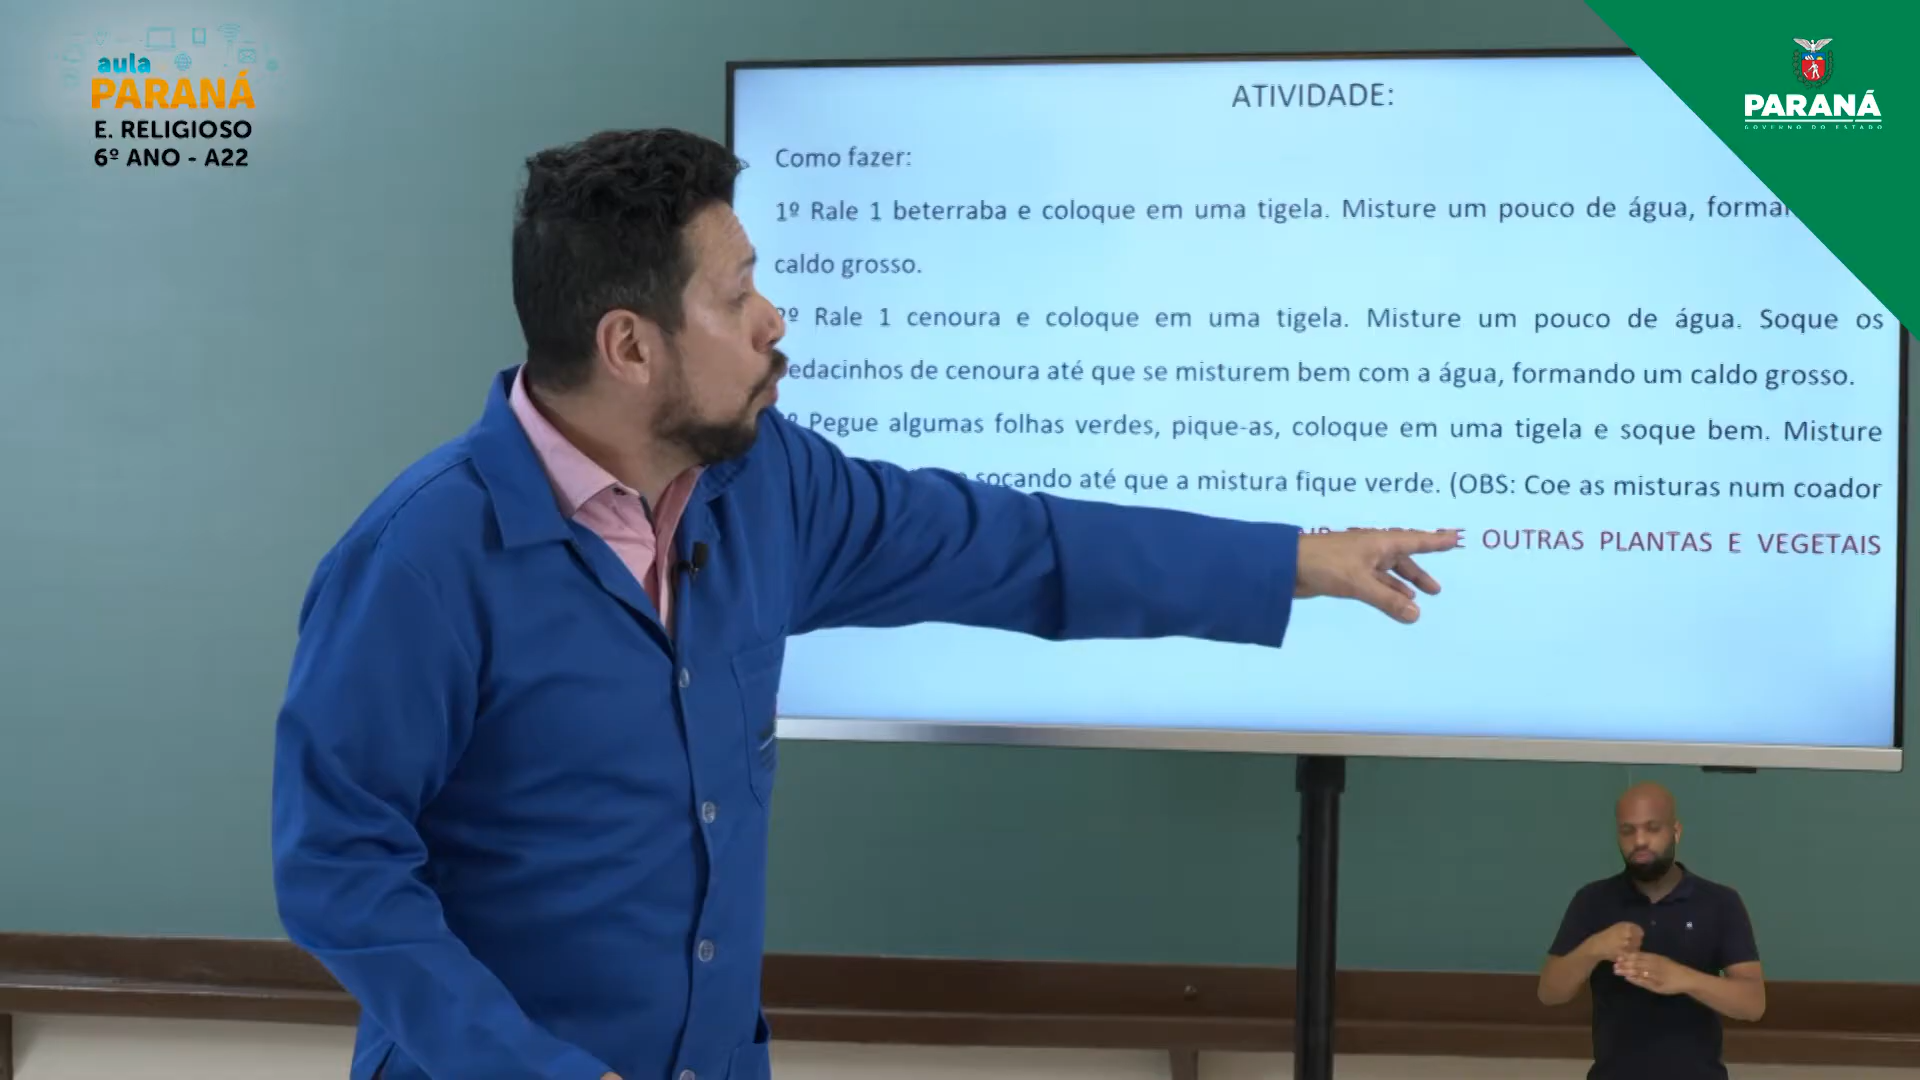 aula
PARANÁ
E. RELIGIOSO
6º ANO - A22
PARANÁ
GOVERNO DO ESTADO
ATIVIDADE:
Como fazer:
1º Rale 1 beterraba e coloque em uma tigela. Misture um pouco de água,
caldo grosso.
Rale 1 cenoura e coloque em uma tigela. Misture um pouco de água. Soque os
de cenoura até que se misturem bem com a água, formando um caldo grosso.
Pegue algumas folhas verdes, pique-as, coloque em uma tigela e soque bem. Misture
socando até que a mistura fique verde. (OBS: Coe as misturas num coador
OUTRAS PLANTAS E VEGETAIS